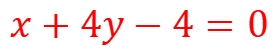 x + 4y − 4 = 0